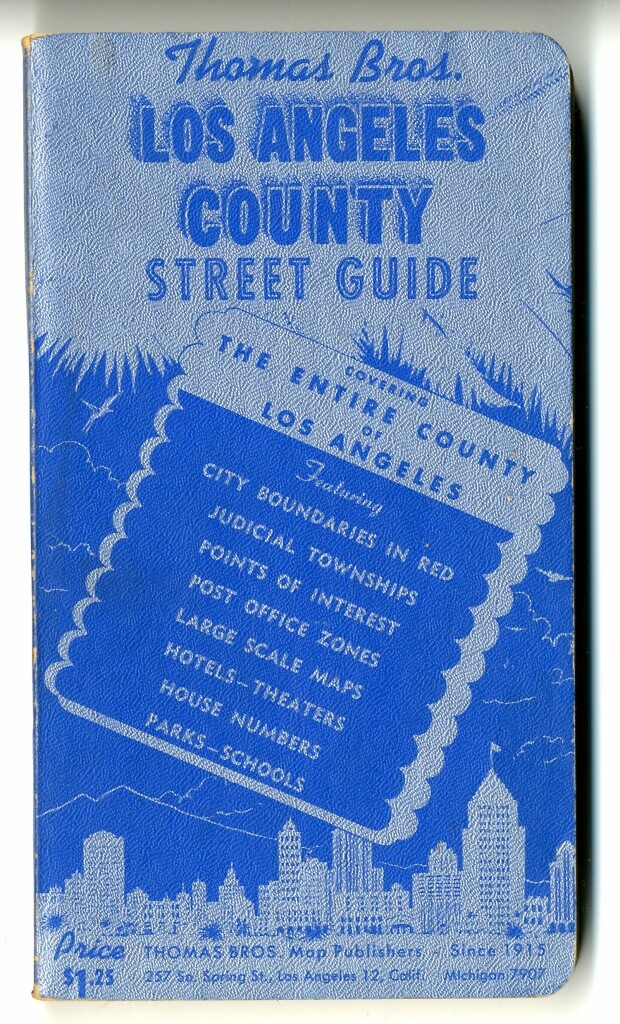 Thomas Bros.
LOS ANGELES
COUNTY
STREET GUIDE
COVERING
THE ENTIRE COUNTY
OF
LOS ANGELES
Featuring
CITY BOUNDARIES IN RED
JUDICIAL TOWNSHIPS
POINTS OF INTEREST
POST OFFICE ZONES
LARGE SCALE MAPS
HOTELS–THEATERS
HOUSE NUMBERS
PARKS–SCHOOLS
Price
$1.25
THOMAS BROS. Map Publishers - Since 1915
257 So. Spring St., Los Angeles 12, Calif. Michigan 7907